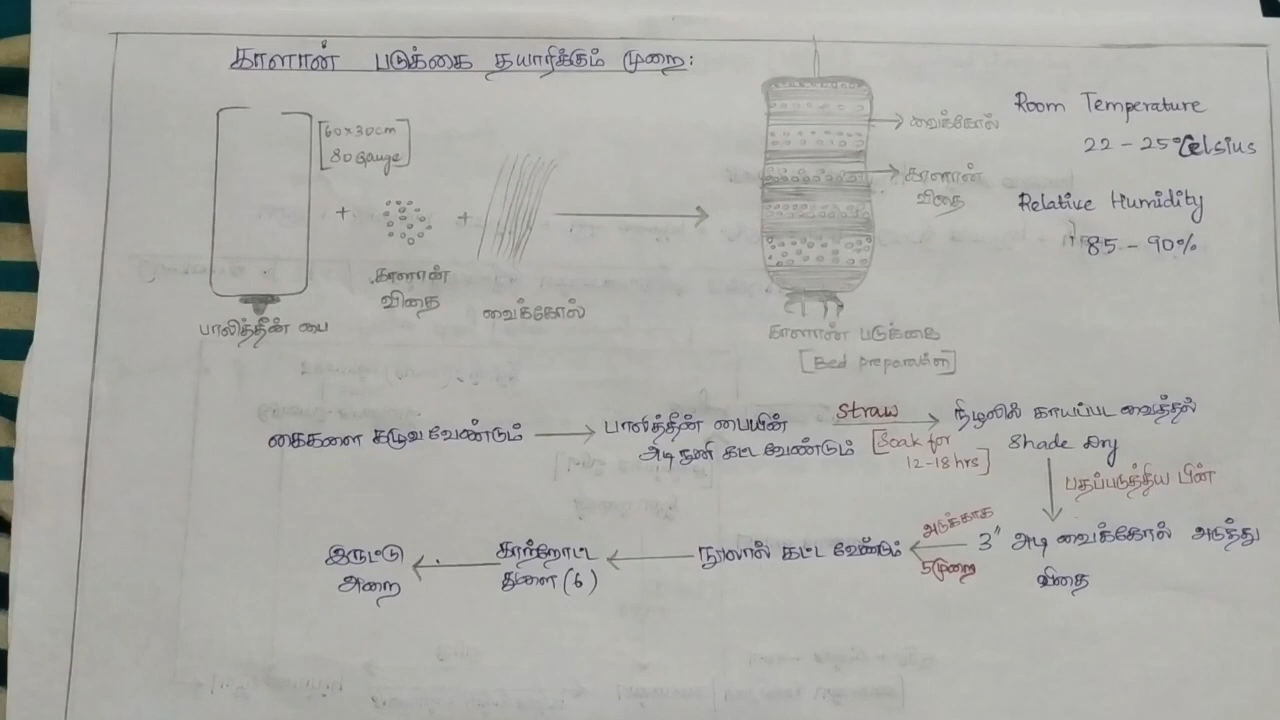 காளான் படுக்கை தயாரிக்கும் முறை:
[60x30cm
80 Gauge]
+
+
காளான்
விதை
வைக்கோல்
பாலித்தீன் பை
வைக்கோல்
காளான்
விதை
காளான் படுக்கை
[Bed preparation]
Room Temperature
22 - 25°Celsius
Relative Humidity
85 - 90%
கைகளை கழுவ வேண்டும்
பாலித்தீன் பையின்
அடி நுனி கட்ட வேண்டும்
Straw
[Soak for
12-18 hrs]
நிழலில் காயப்பட வைத்தல்
Shade Dry
பதப்படுத்திய பின்
3" அடி வைக்கோல் அடுத்து
விதை
அடுக்காக
5முறை
நூலால் கட்ட வேண்டும்
காற்றோட்ட
துளை (6)
இருட்டு
அறை